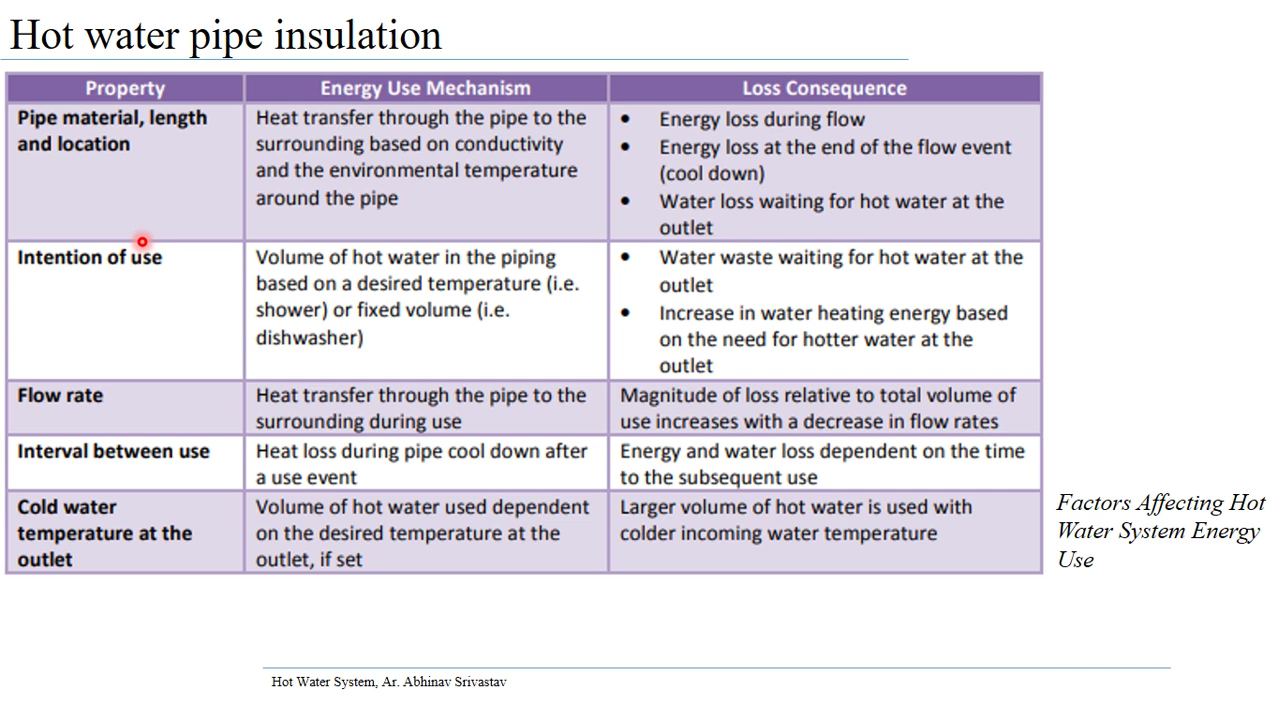 Hot water pipe insulation
Property
Energy Use Mechanism
Loss Consequence
Pipe material, length
and location
Heat transfer through the pipe to the
surrounding based on conductivity
and the environmental temperature
around the pipe
• Energy loss during flow
• Energy loss at the end of the flow event
(cool down)
• Water loss waiting for hot water at the
outlet
Intention of use
Volume of hot water in the piping
based on a desired temperature (i.e.
shower) or fixed volume (i.e.
dishwasher)
• Water waste waiting for hot water at the
outlet
• Increase in water heating energy based
on the need for hotter water at the
outlet
Flow rate
Heat transfer through the pipe to the
surrounding during use
Magnitude of loss relative to total volume of
use increases with a decrease in flow rates
Interval between use
Heat loss during pipe cool down after
a use event
Energy and water loss dependent on the time
to the subsequent use
Cold water
temperature at the
outlet
Volume of hot water used dependent
on the desired temperature at the
outlet, if set
Larger volume of hot water is used with
colder incoming water temperature
Factors Affecting Hot
Water System Energy
Use
Hot Water System, Ar. Abhinav Srivastav